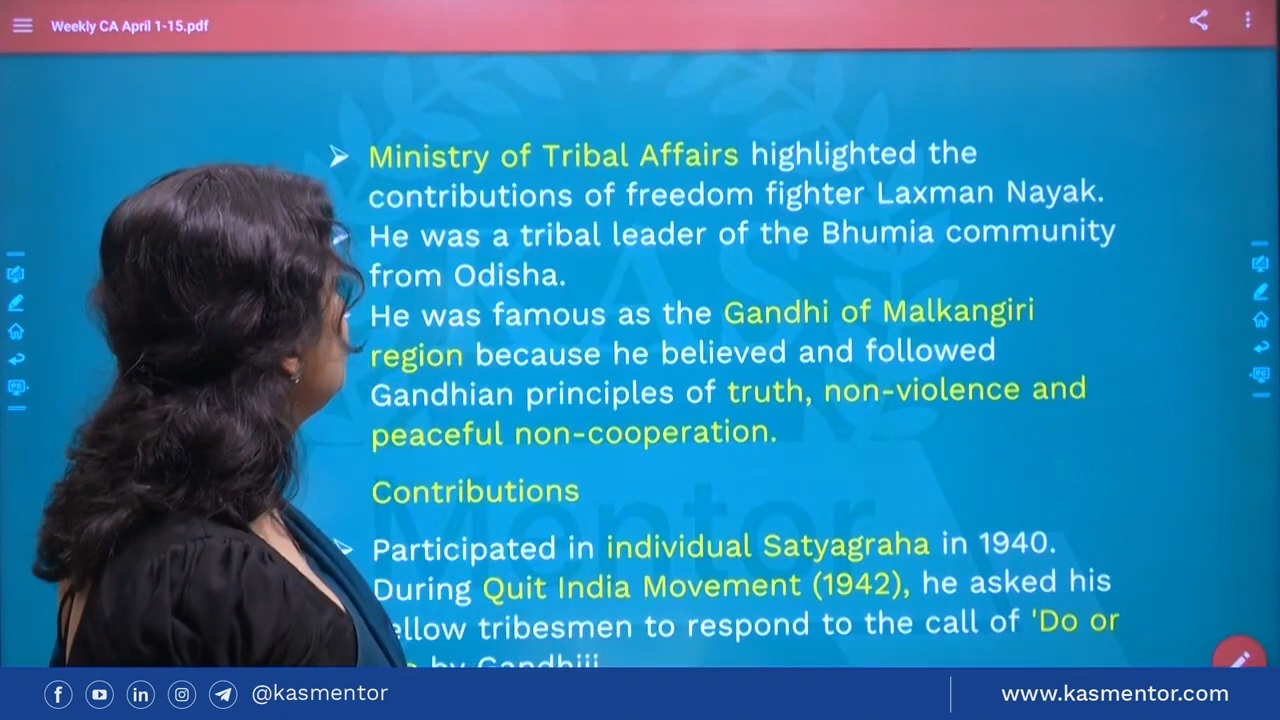 Weekly CA April 1-15.pdf
Ministry of Tribal Affairs highlighted the
contributions of freedom fighter Laxman Nayak.
He was a tribal leader of the Bhumia community
from Odisha.
He was famous as the Gandhi of Malkangiri
region because he believed and followed
Gandhian principles of truth, non-violence and
peaceful non-cooperation.
Contributions
Participated in individual Satyagraha in 1940.
During Quit India Movement (1942), he asked his
ellow tribesmen to respond to the call of 'Do or
by Gandhiji
KAS
Mentor
@kasmentor
www.kasmentor.com